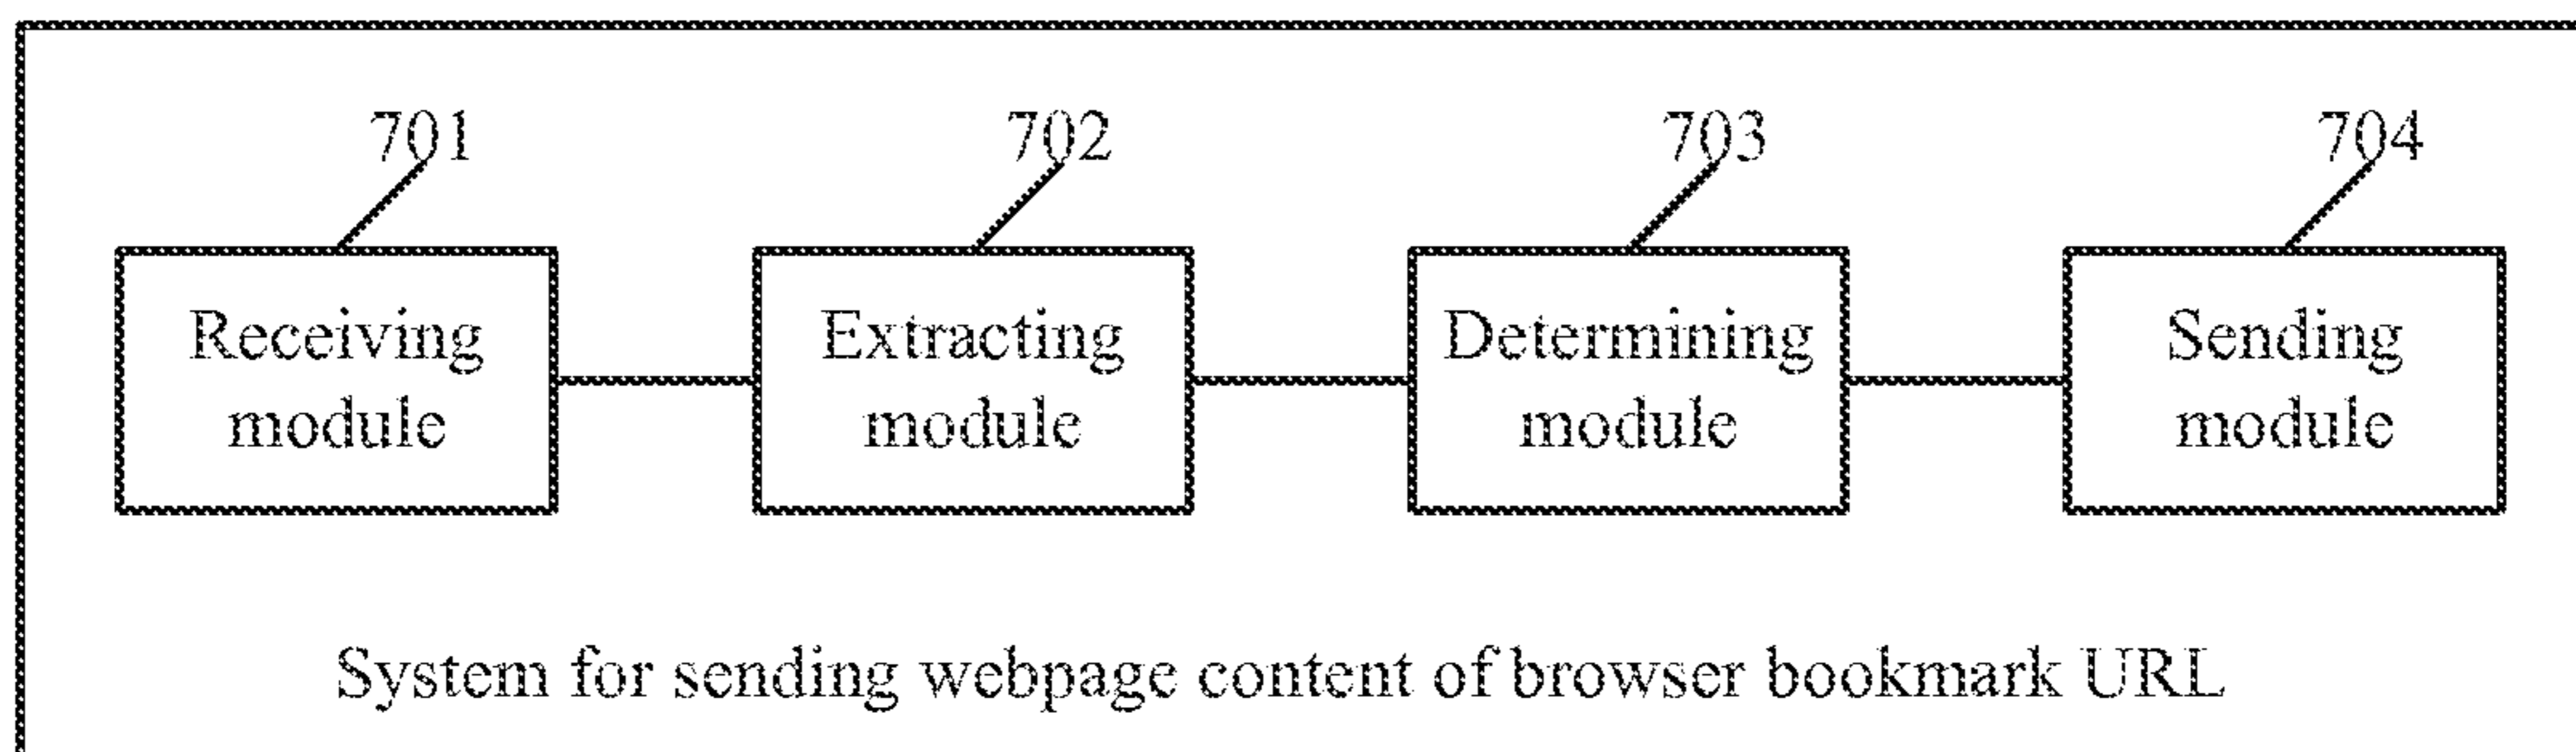 701
702
703
704
Receiving
module
Extracting
module
Determining
module
Sending
module
System for sending webpage content of browser bookmark URL